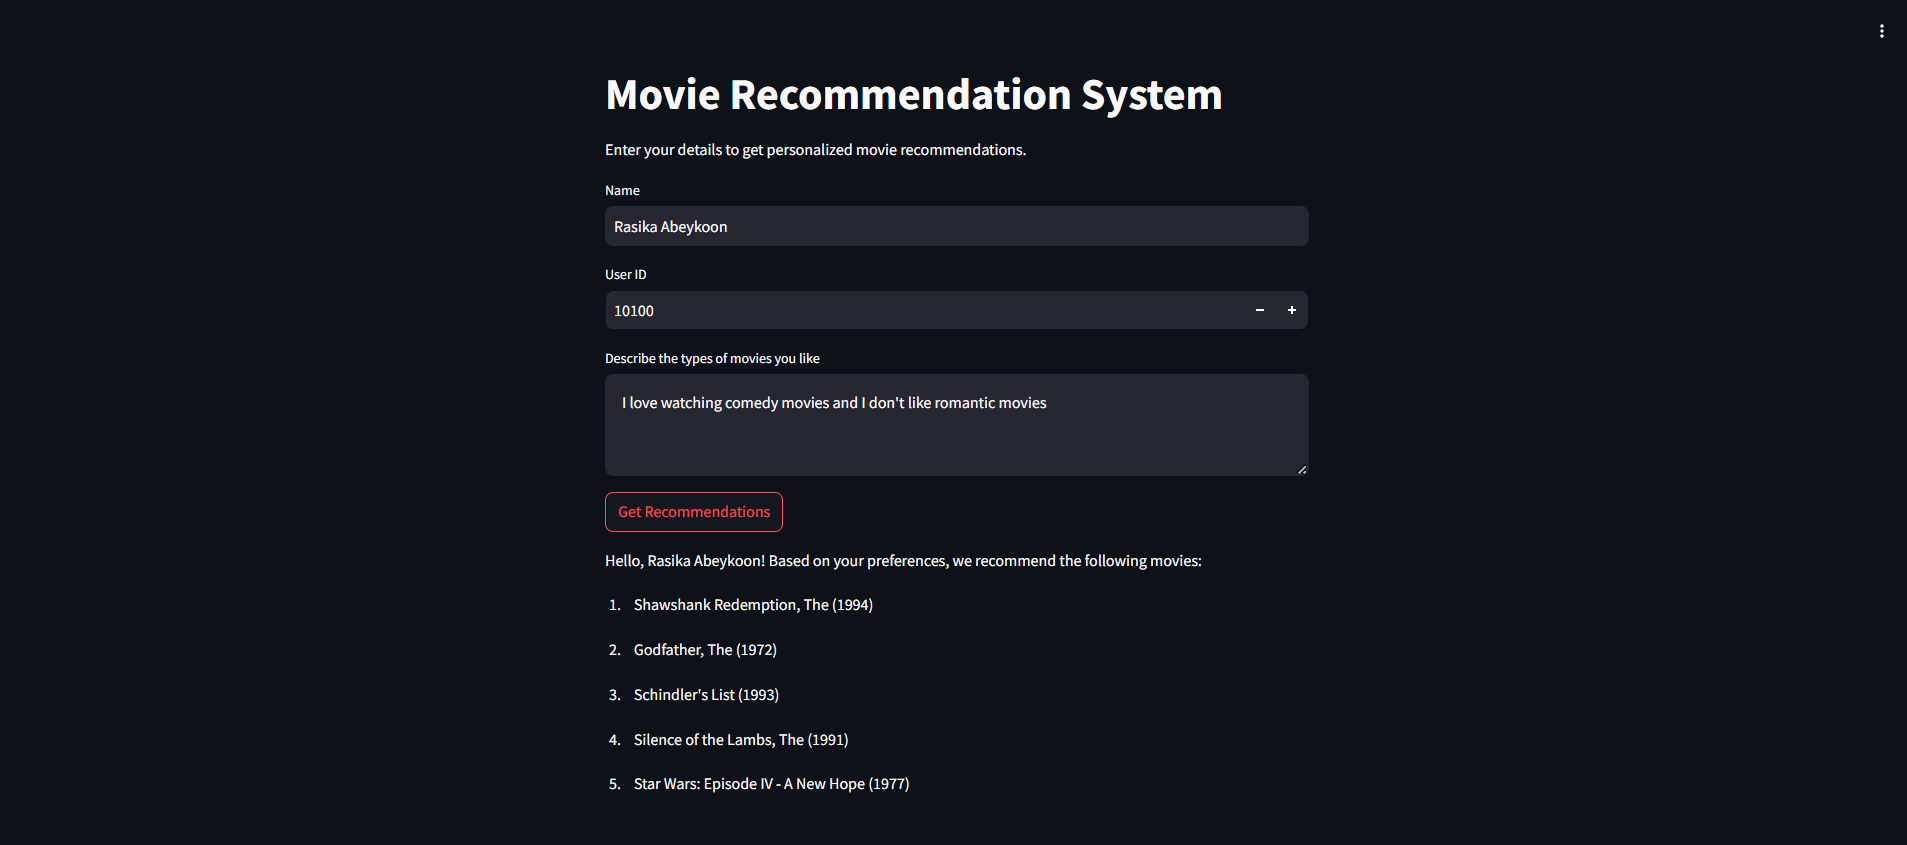 Movie Recommendation System
Enter your details to get personalized movie recommendations.
Name
Rasika Abeykoon
User ID
10100
Describe the types of movies you like
I love watching comedy movies and I don't like romantic movies
Get Recommendations
Hello, Rasika Abeykoon! Based on your preferences, we recommend the following movies:
1. Shawshank Redemption, The (1994)
2. Godfather, The (1972)
3. Schindler's List (1993)
4. Silence of the Lambs, The (1991)
5. Star Wars: Episode IV - A New Hope (1977)